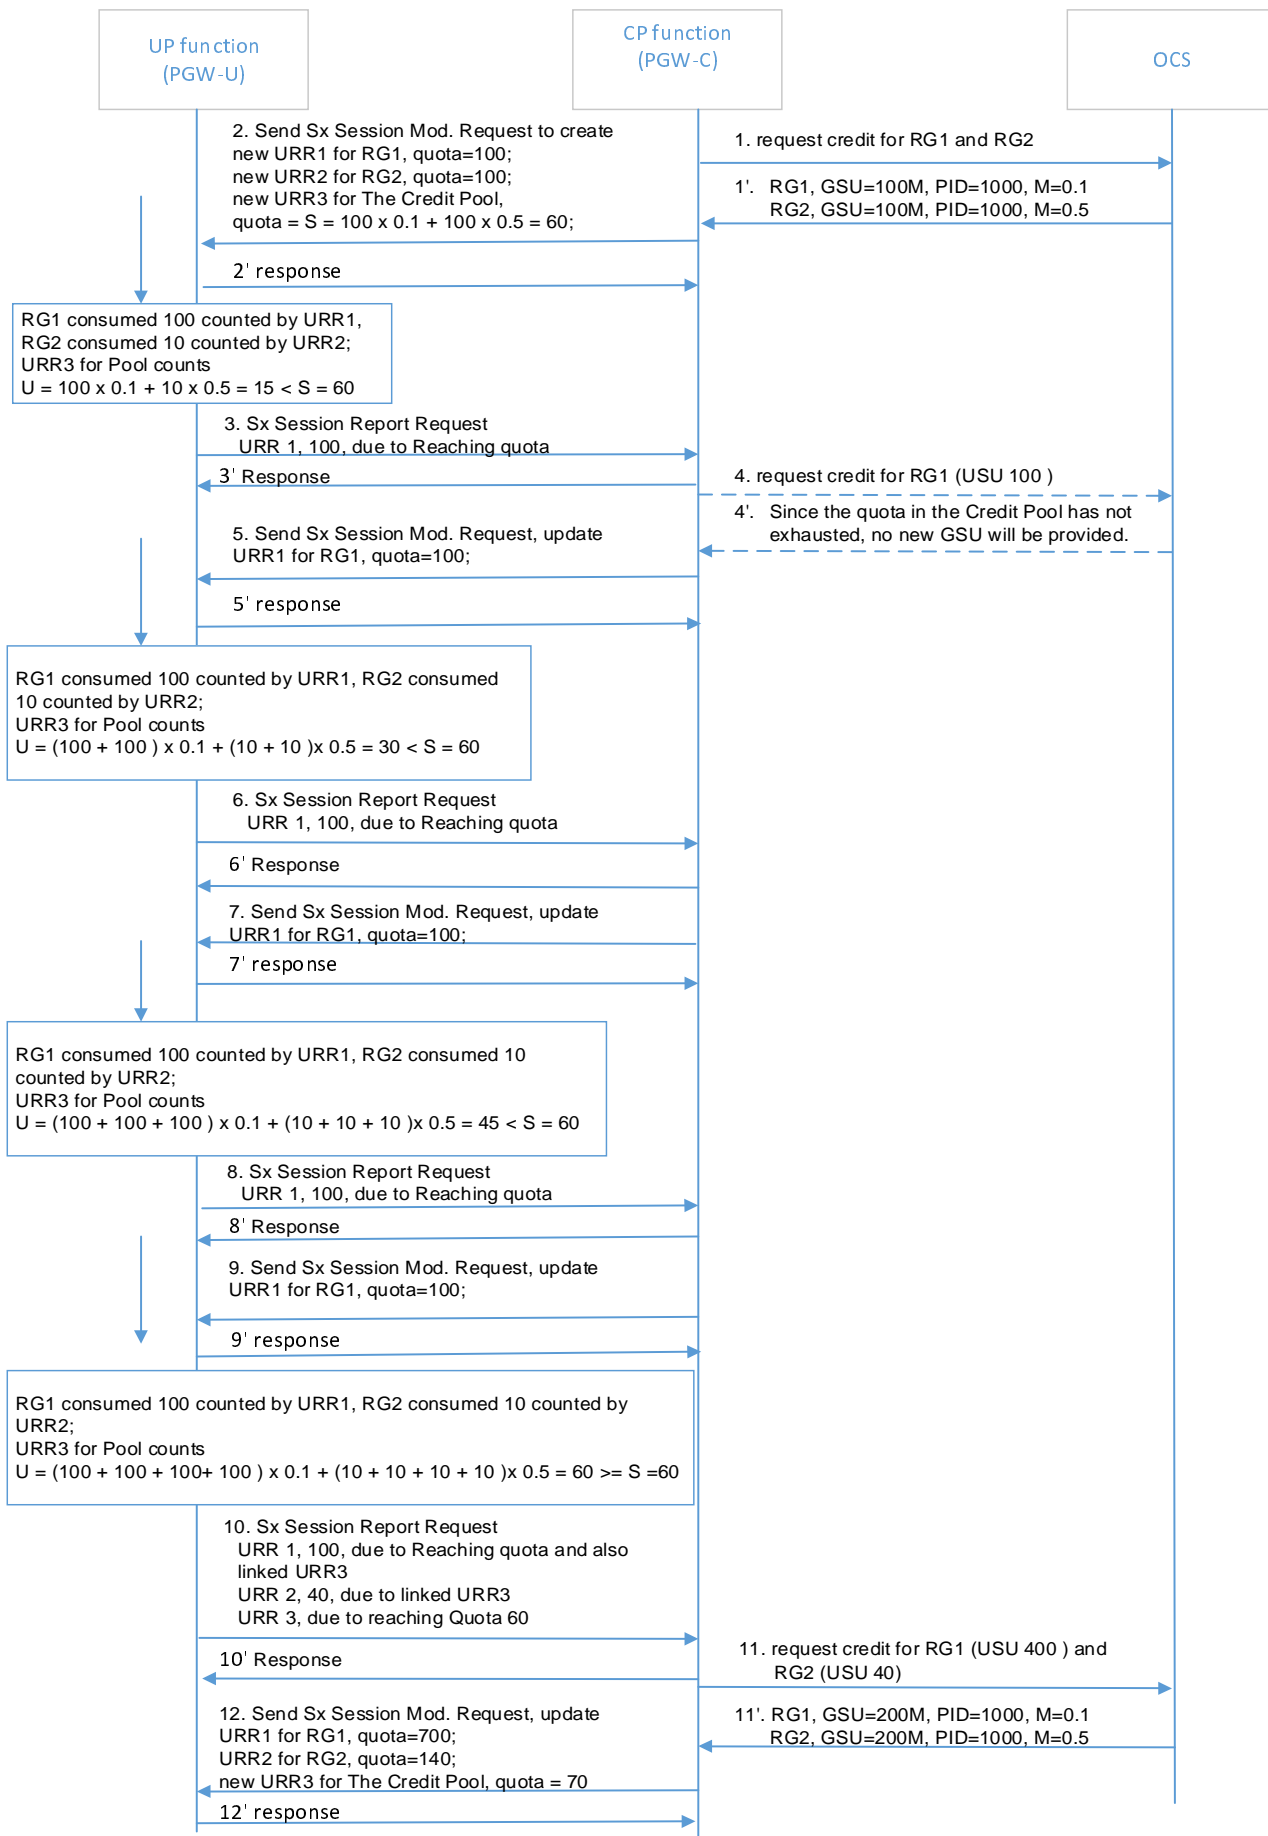 UP function
(PGW-U)
CP function
(PGW-C)
OCS
2. Send Sx Session Mod. Request to create
new URR1 for RG1, quota=100;
new URR2 for RG2, quota=100;
new URR3 for The Credit Pool,
quota = S = 100 x 0.1 + 100 x 0.5 = 60;
1. request credit for RG1 and RG2
1'. RG1, GSU=100M, PID=1000, M=0.1
RG2, GSU=100M, PID=1000, M=0.5
2' response
RG1 consumed 100 counted by URR1,
RG2 consumed 10 counted by URR2;
URR3 for Pool counts
U = 100 x 0.1 + 10 x 0.5 = 15 < S = 60
3. Sx Session Report Request
URR 1, 100, due to Reaching quota
3' Response
4. request credit for RG1 (USU 100 )
4'. Since the quota in the Credit Pool has not
exhausted, no new GSU will be provided.
5. Send Sx Session Mod. Request, update
URR1 for RG1, quota=100;
5' response
RG1 consumed 100 counted by URR1, RG2 consumed
10 counted by URR2;
URR3 for Pool counts
U = (100 + 100 ) x 0.1 + (10 + 10 )x 0.5 = 30 < S = 60
6. Sx Session Report Request
URR 1, 100, due to Reaching quota
6' Response
7. Send Sx Session Mod. Request, update
URR1 for RG1, quota=100;
7' response
RG1 consumed 100 counted by URR1, RG2 consumed 10
counted by URR2;
URR3 for Pool counts
U = (100 + 100 + 100 ) x 0.1 + (10 + 10 + 10 )x 0.5 = 45 < S = 60
8. Sx Session Report Request
URR 1, 100, due to Reaching quota
8' Response
9. Send Sx Session Mod. Request, update
URR1 for RG1, quota=100;
9' response
RG1 consumed 100 counted by URR1, RG2 consumed 10 counted by
URR2;
URR3 for Pool counts
U = (100 + 100 + 100+ 100 ) x 0.1 + (10 + 10 + 10 + 10 )x 0.5 = 60 >= S =60
10. Sx Session Report Request
URR 1, 100, due to Reaching quota and also
linked URR3
URR 2, 40, due to linked URR3
URR 3, due to reaching Quota 60
10' Response
11. request credit for RG1 (USU 400 ) and
RG2 (USU 40)
12. Send Sx Session Mod. Request, update
URR1 for RG1, quota=700;
URR2 for RG2, quota=140;
new URR3 for The Credit Pool, quota = 70
11'. RG1, GSU=200M, PID=1000, M=0.1
RG2, GSU=200M, PID=1000, M=0.5
12' response